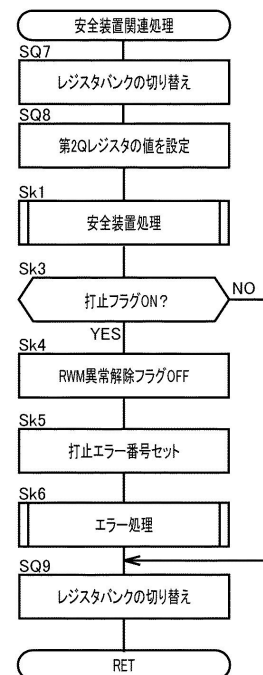 安全装置関連処理
SQ7
レジスタバンクの切り替え
SQ8
第2Qレジスタの値を設定
Sk1
安全装置処理
Sk3
打止フラグON?
NO
YES
Sk4
RWM異常解除フラグOFF
Sk5
打止エラー番号セット
Sk6
エラー処理
SQ9
レジスタバンクの切り替え
RET